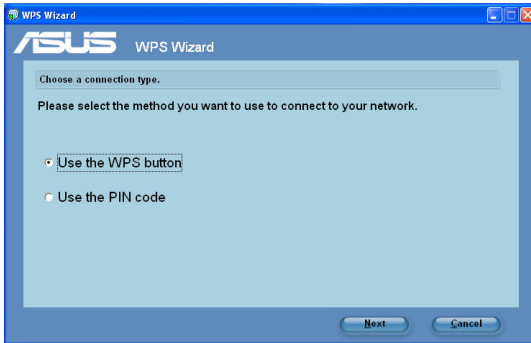 WPS Wizard
ASUS WPS Wizard
Choose a connection type.
Please select the method you want to use to connect to your network.
Use the WPS button
Use the PIN code
Next Cancel